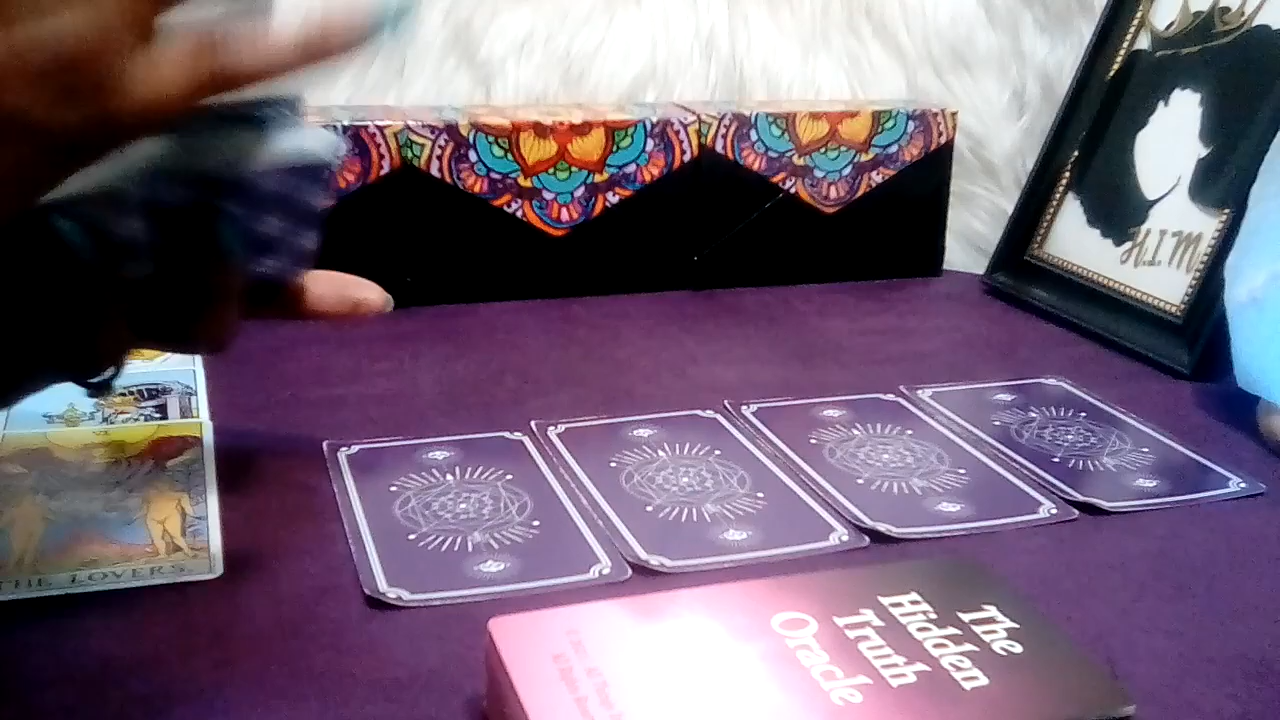 H.I.M
THE LOVERS.
The
Hidden
Truth
Oracle